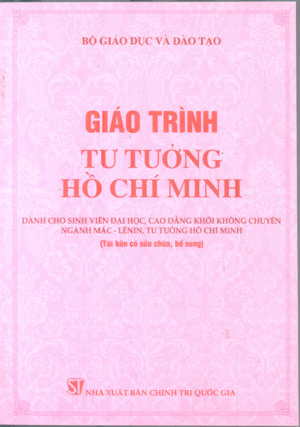 BỘ GIÁO DỤC VÀ ĐÀO TẠO
GIÁO TRÌNH
TƯ TƯỞNG
HỒ CHÍ MINH
DÀNH CHO SINH VIÊN ĐẠI HỌC, CAO ĐẲNG KHỐI KHÔNG CHUYÊN
NGÀNH MÁC - LÊNIN, TƯ TƯỞNG HỒ CHÍ MINH
(Tái bản có sửa chữa, bổ sung)
ST NHÀ XUẤT BẢN CHÍNH TRỊ QUỐC GIA